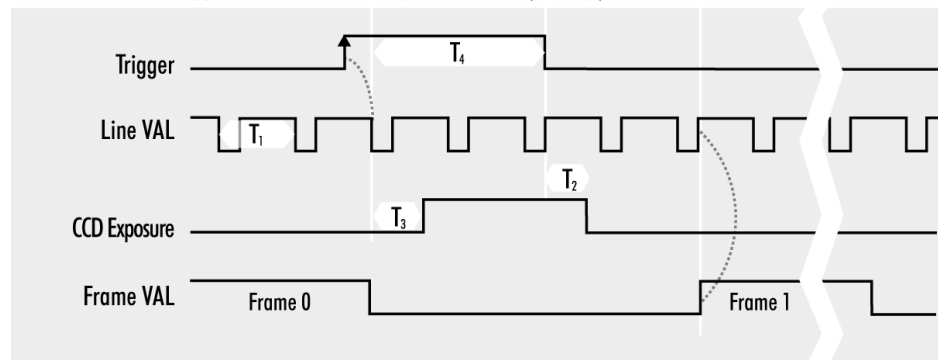 Trigger
T4
Line VAL
T1
T2
CCD Exposure
T3
Frame VAL
Frame 0
Frame 1